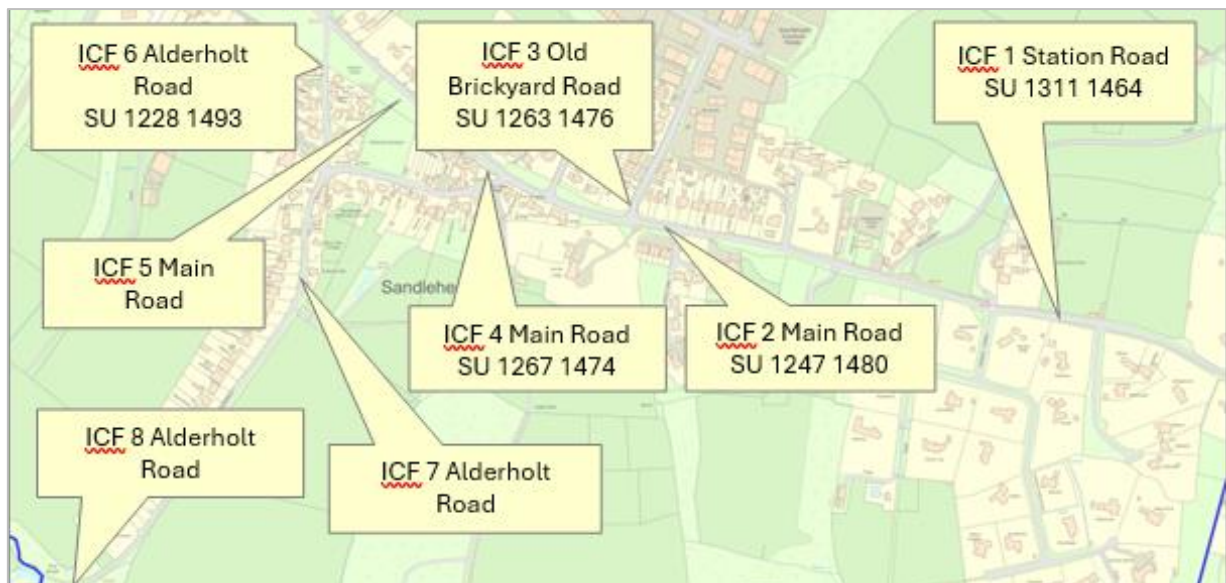 ICF 6 Alderholt
Road
SU 1228 1493
ICF 3 Old
Brickyard Road
SU 1263 1476
ICF 1 Station Road
SU 1311 1464
ICF 5 Main
Road
Sandlehe
ICF 4 Main Road
SU 1267 1474
ICF 2 Main Road
SU 1247 1480
ICF 8 Alderholt
Road
ICF 7 Alderholt
Road